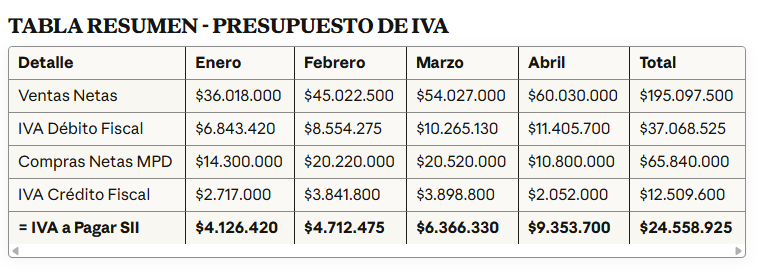 TABLA RESUMEN - PRESUPUESTO DE IVA
Detalle Enero Febrero Marzo Abril Total
Ventas Netas $36.018.000 $45.022.500 $54.027.000 $60.030.000 $195.097.500
IVA Débito Fiscal $6.843.420 $8.554.275 $10.265.130 $11.405.700 $37.068.525
Compras Netas MPD $14.300.000 $20.220.000 $20.520.000 $10.800.000 $65.840.000
IVA Crédito Fiscal $2.717.000 $3.841.800 $3.898.800 $2.052.000 $12.509.600
= IVA a Pagar SII $4.126.420 $4.712.475 $6.366.330 $9.353.700 $24.558.925